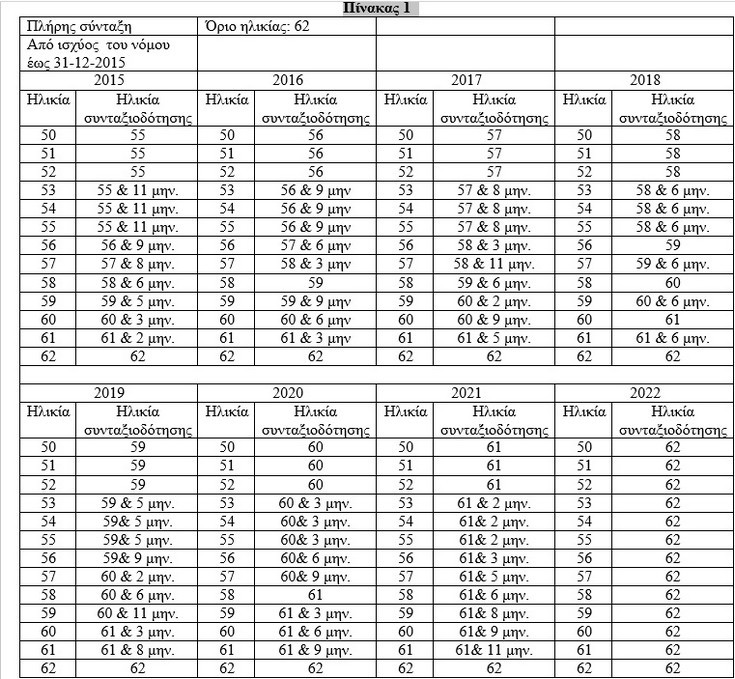 Πίνακας 1
Πλήρης σύνταξη Όριο ηλικίας: 62
Από ισχύος του νόμου
έως 31-12-2015
2015 2016 2017 2018
Ηλικία Ηλικία Ηλικία Ηλικία Ηλικία Ηλικία Ηλικία Ηλικία
συνταξιοδότησης συνταξιοδότησης συνταξιοδότησης συνταξιοδότησης
50 55 50 56 50 57 50 58
51 55 51 56 51 57 51 58
52 55 52 56 52 57 52 58
53 55 & 11 μην. 53 56 & 9 μην 53 57 & 8 μην. 53 58 & 6 μην.
54 55 & 11 μην. 54 56 & 9 μην 54 57 & 8 μην. 54 58 & 6 μην.
55 55 & 11 μην. 55 56 & 9 μην 55 57 & 8 μην. 55 58 & 6 μην.
56 56 & 9 μην. 56 57 & 6 μην 56 58 & 3 μην. 56 59
57 57 & 8 μην. 57 58 & 3 μην 57 58 & 11 μην. 57 59 & 6 μην.
58 58 & 6 μην. 58 59 58 59 & 6 μην. 58 60
59 59 & 5 μην. 59 59 & 9 μην 59 60 & 2 μην. 59 60 & 6 μην.
60 60 & 3 μην. 60 60 & 6 μην 60 60 & 9 μην. 60 61
61 61 & 2 μην. 61 61 & 3 μην 61 61 & 5 μην. 61 61 & 6 μην.
62 62 62 62 62 62 62 62
2019 2020 2021 2022
Ηλικία Ηλικία Ηλικία Ηλικία Ηλικία Ηλικία Ηλικία Ηλικία
συνταξιοδότησης συνταξιοδότησης συνταξιοδότησης συνταξιοδότησης
50 59 50 60 50 61 50 62
51 59 51 60 51 61 51 62
52 59 52 60 52 61 52 62
53 59 & 5 μην. 53 60 & 3 μην. 53 61 & 2 μην. 53 62
54 59& 5 μην. 54 60& 3 μην. 54 61& 2 μην. 54 62
55 59& 5 μην. 55 60& 3 μην. 55 61& 2 μην. 55 62
56 59& 9 μην. 56 60& 6 μην. 56 61& 3 μην. 56 62
57 60 & 2 μην. 57 60& 9 μην. 57 61& 5 μην. 57 62
58 60 & 6 μην. 58 61 58 61& 6 μην. 58 62
59 60 & 11 μην. 59 61 & 3 μην. 59 61& 8 μην. 59 62
60 61 & 3 μην. 60 61 & 6 μην. 60 61& 9 μην. 60 62
61 61 & 8 μην. 61 61 & 9 μην. 61 61& 11 μην. 61 62
62 62 62 62 62 62 62 62